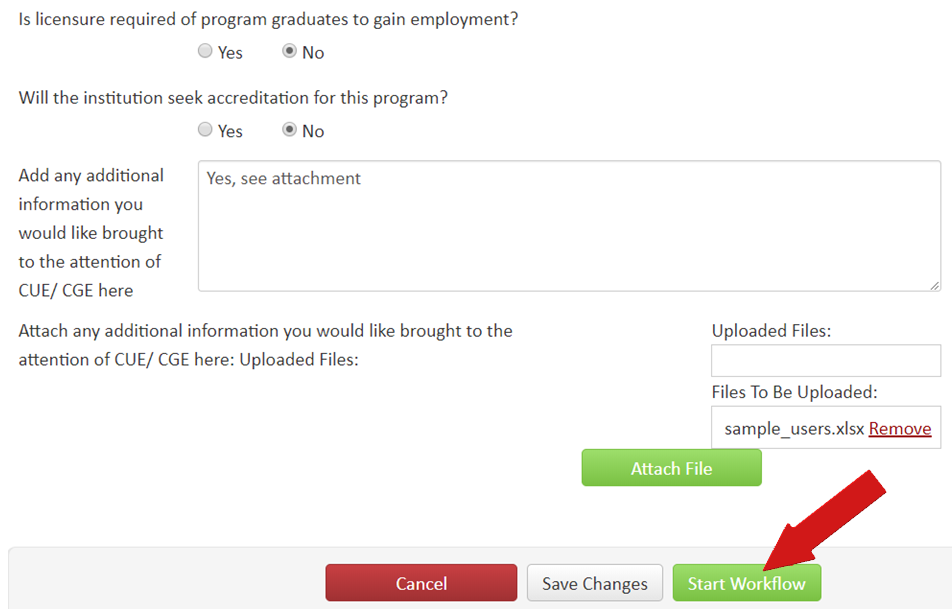 Is licensure required of program graduates to gain employment?
Yes No
Will the institution seek accreditation for this program?
Yes No
Add any additional
information you
would like brought
to the attention of
CUE/ CGE here
Yes, see attachment
Attach any additional information you would like brought to the
attention of CUE/ CGE here: Uploaded Files:
Uploaded Files:
Files To Be Uploaded:
sample_users.xlsx Remove
Attach File
Cancel Save Changes Start Workflow